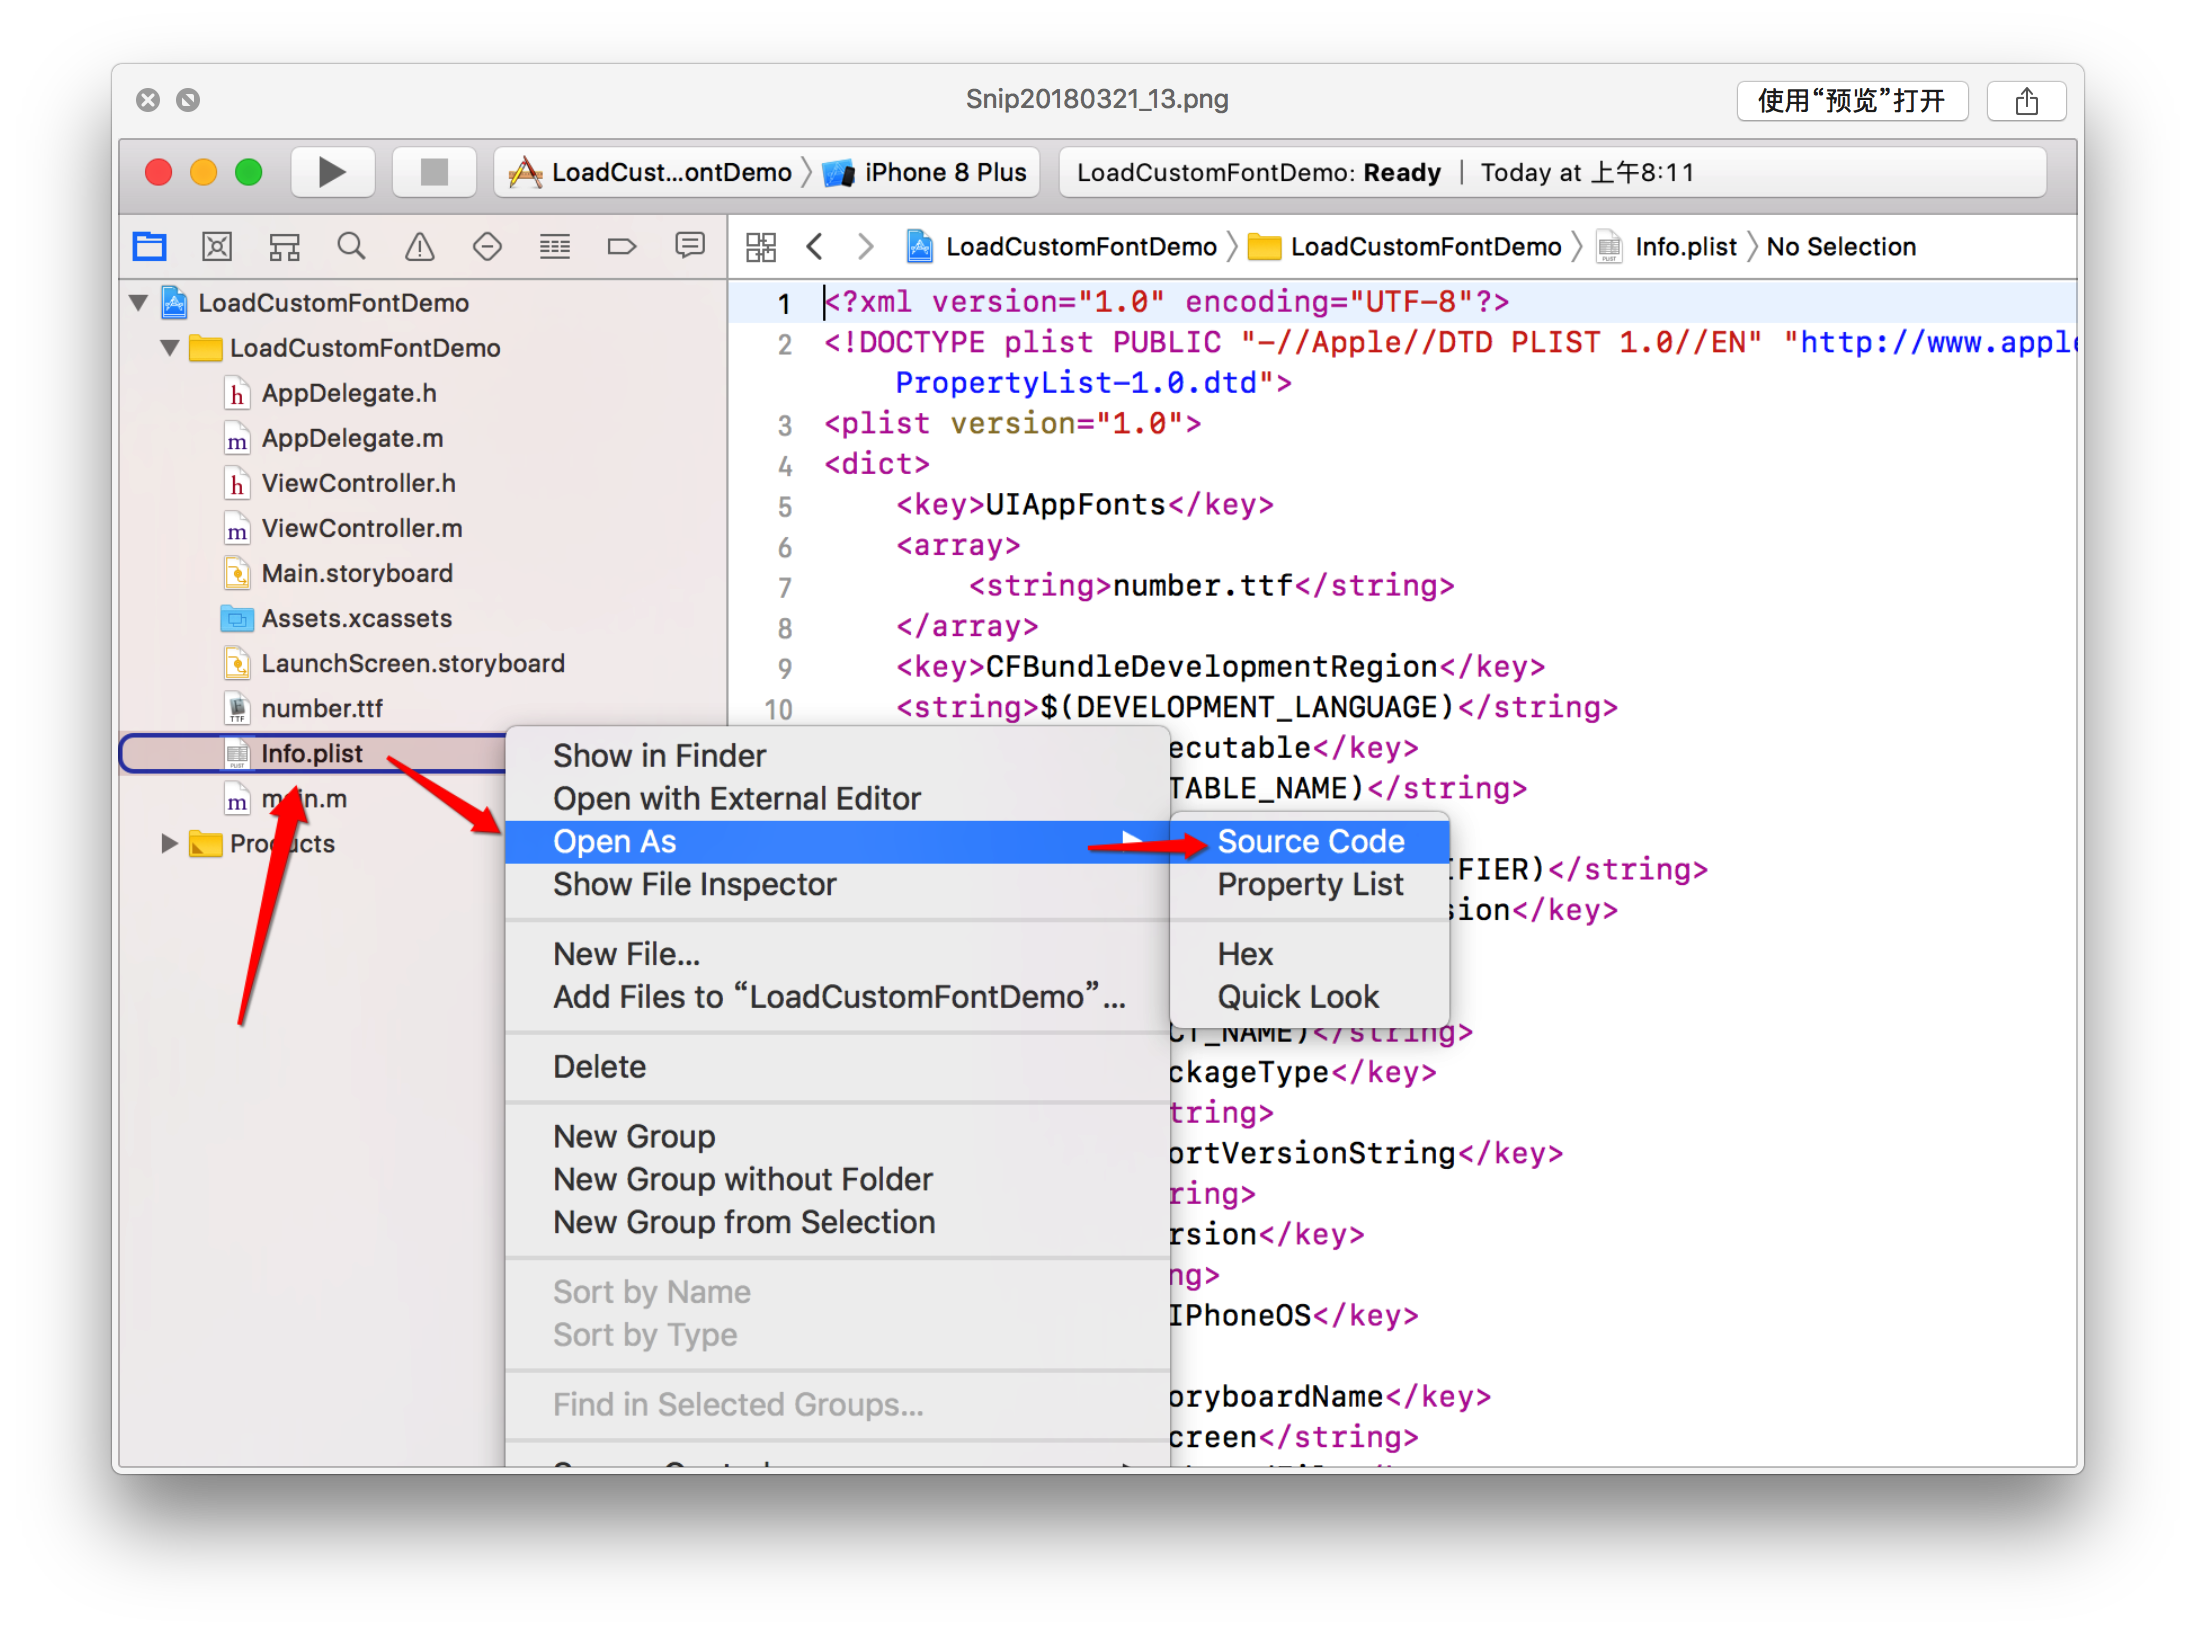 Snip20180321_13.png
使用“预览”打开
LoadCust...ontDemo
iPhone 8 Plus
LoadCustomFontDemo: Ready | Today at 上午8:11
LoadCustomFontDemo
LoadCustomFontDemo
Info.plist
No Selection
LoadCustomFontDemo
LoadCustomFontDemo
AppDelegate.h
AppDelegate.m
ViewController.h
ViewController.m
Main.storyboard
Assets.xcassets
LaunchScreen.storyboard
number.ttf
Info.plist
main.m
Products
1 <?xml version="1.0" encoding="UTF-8"?>
2 <!DOCTYPE plist PUBLIC "-//Apple//DTD PLIST 1.0//EN" "http://www.apple
PropertyList-1.0.dtd">
3 <plist version="1.0">
4 <dict>
5 <key>UIAppFonts</key>
6 <array>
7 <string>number.ttf</string>
8 </array>
9 <key>CFBundleDevelopmentRegion</key>
10 <string>$(DEVELOPMENT_LANGUAGE)</string>
ecutable</key>
TABLE_NAME)</string>
IFIER)</string>
sion</key>
CT_NAME)</string>
ckageType</key>
tring>
ortVersionString</key>
ring>
rsion</key>
ng>
IPhoneOS</key>
oryboardName</key>
creen</string>
Show in Finder
Open with External Editor
Open As
Show File Inspector
New File...
Add Files to “LoadCustomFontDemo”...
Delete
New Group
New Group without Folder
New Group from Selection
Sort by Name
Sort by Type
Find in Selected Groups...
Source Code
Property List
Hex
Quick Look